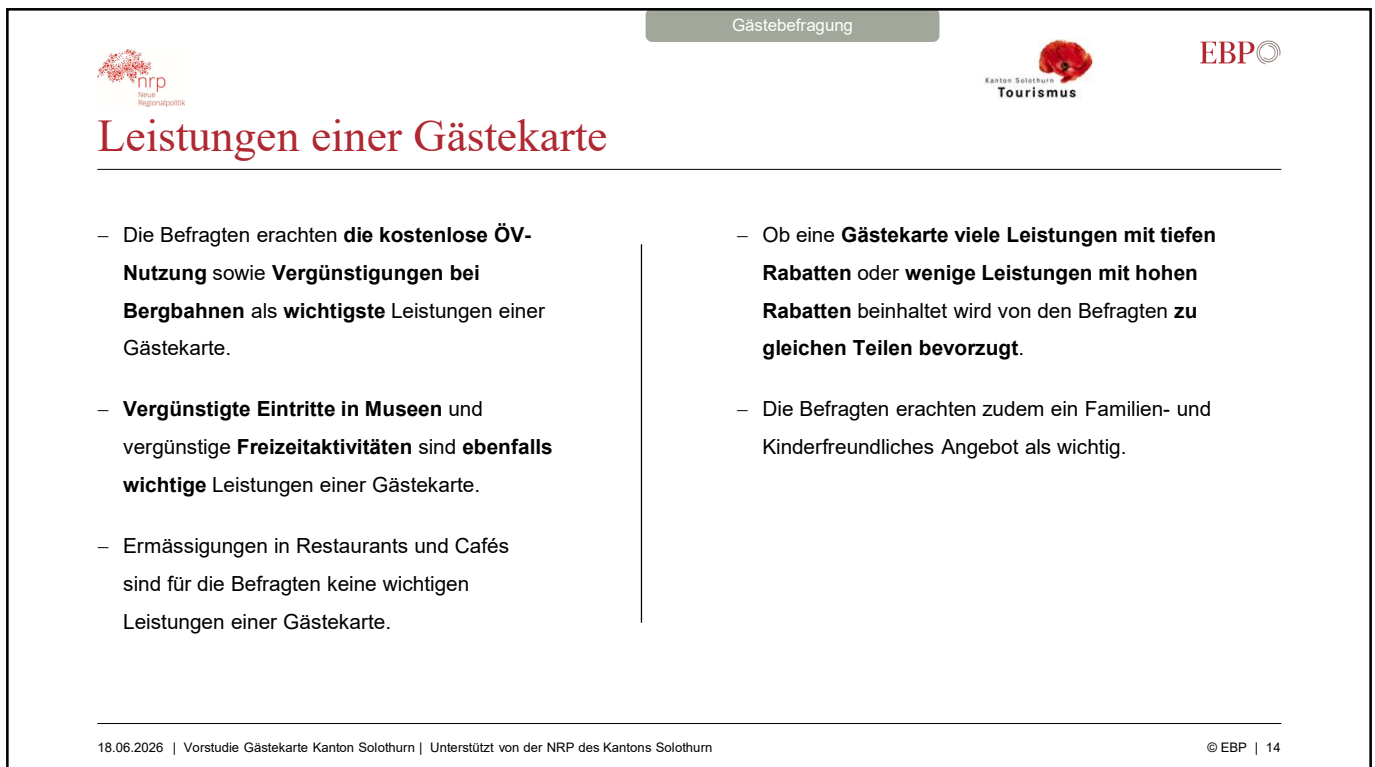 Gästebefragung
nrp
Neue
Regionalpolitik
Kanton Solothurn
Tourismus
EBP
Leistungen einer Gästekarte
– Die Befragten erachten die kostenlose ÖV-
Nutzung sowie Vergünstigungen bei
Bergbahnen als wichtigste Leistungen einer
Gästekarte.
– Vergünstigte Eintritte in Museen und
vergünstige Freizeitaktivitäten sind ebenfalls
wichtige Leistungen einer Gästekarte.
– Ermässigungen in Restaurants und Cafés
sind für die Befragten keine wichtigen
Leistungen einer Gästekarte.
– Ob eine Gästekarte viele Leistungen mit tiefen
Rabatten oder wenige Leistungen mit hohen
Rabatten beinhaltet wird von den Befragten zu
gleichen Teilen bevorzugt.
– Die Befragten erachten zudem ein Familien- und
Kinderfreundliches Angebot als wichtig.
18.06.2026 | Vorstudie Gästekarte Kanton Solothurn | Unterstützt von der NRP des Kantons Solothurn
© EBP | 14